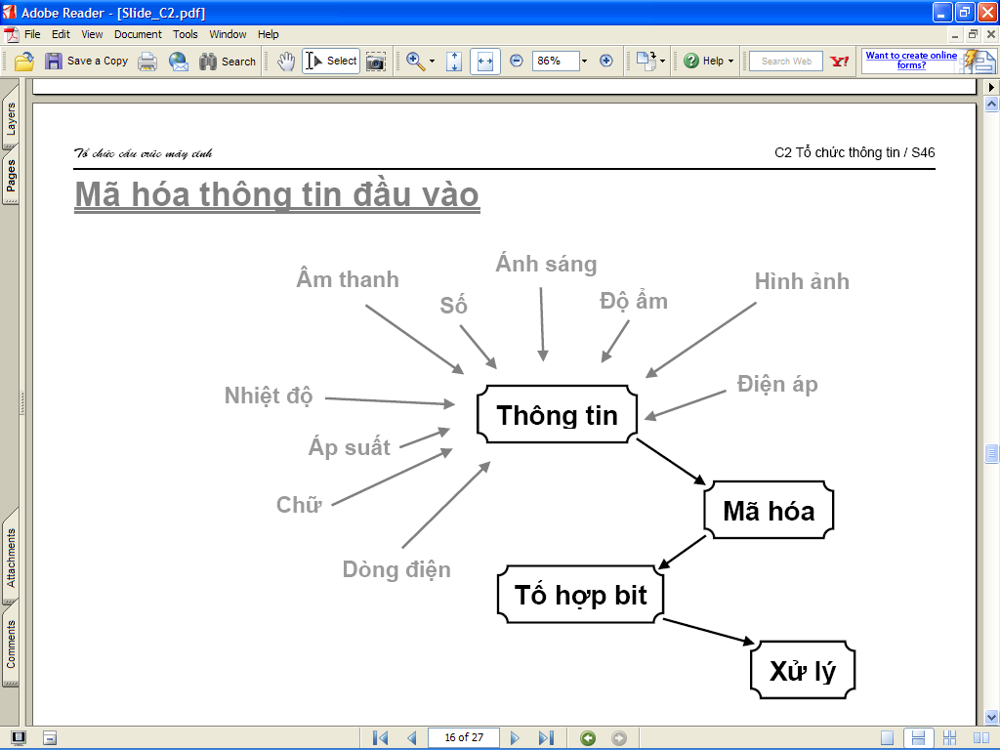 Adobe Reader - [Slide_C2.pdf]
File Edit View Document Tools Window Help
Save a Copy Search Select 86% Help Search Web Y! Want to create online forms?
Layers
Pages
Attachments
Comments
Tổ chức cấu trúc máy tính
C2 Tổ chức thông tin / S46
Mã hóa thông tin đầu vào
Ánh sáng
Âm thanh
Hình ảnh
Số
Độ ẩm
Nhiệt độ
Điện áp
Thông tin
Áp suất
Chữ
Mã hóa
Dòng điện
Tổ hợp bit
Xử lý
16 of 27